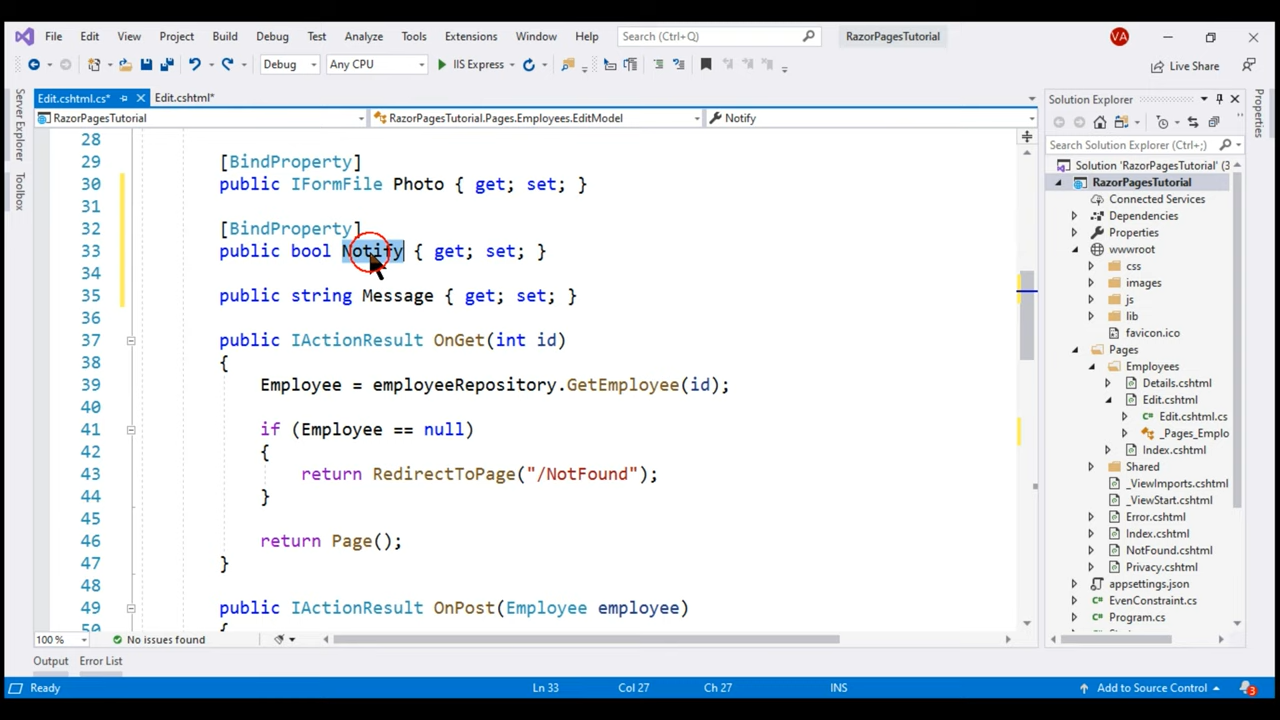 File Edit View Project Build Debug Test Analyze Tools Extensions Window Help Search (Ctrl+Q) RazorPagesTutorial VA
Debug Any CPU IIS Express Live Share
Edit.cshtml.cs* Edit.cshtml*
RazorPagesTutorial RazorPagesTutorial.Pages.Employees.EditModel Notify
Server Explorer
Toolbox
28
29 [BindProperty]
30 public IFormFile Photo { get; set; }
31
32 [BindProperty]
33 public bool Notify { get; set; }
34
35 public string Message { get; set; }
36
37 public IActionResult OnGet(int id)
38 {
39 Employee = employeeRepository.GetEmployee(id);
40
41 if (Employee == null)
42 {
43 return RedirectToPage("/NotFound");
44 }
45
46 return Page();
47 }
48
49 public IActionResult OnPost(Employee employee)
50 {
100 % No issues found
Solution Explorer
Search Solution Explorer (Ctrl+;)
Solution 'RazorPagesTutorial' (3
RazorPagesTutorial
Connected Services
Dependencies
Properties
wwwroot
css
images
js
lib
favicon.ico
Pages
Employees
Details.cshtml
Edit.cshtml
Edit.cshtml.cs
_Pages_Emplo
Index.cshtml
Shared
_ViewImports.cshtml
_ViewStart.cshtml
Error.cshtml
Index.cshtml
NotFound.cshtml
Privacy.cshtml
appsettings.json
EvenConstraint.cs
Program.cs
Properties
Output Error List
Ready Ln 33 Col 27 Ch 27 INS Add to Source Control 3